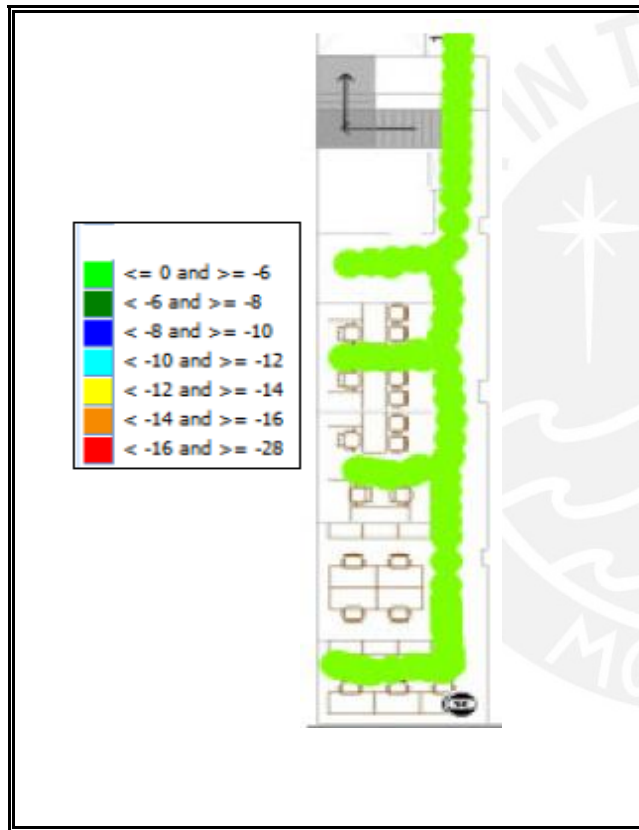 <= 0 and >= -6
< -6 and >= -8
< -8 and >= -10
< -10 and >= -12
< -12 and >= -14
< -14 and >= -16
< -16 and >= -28